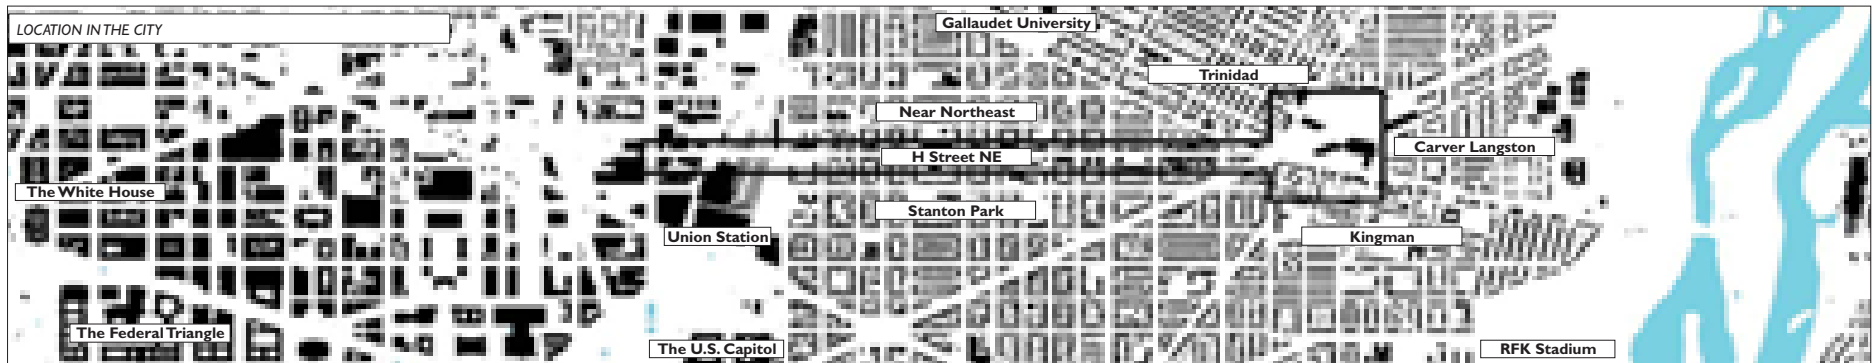 LOCATION IN THE CITY
Gallaudet University
Trinidad
Near Northeast
H Street NE
Carver Langston
The White House
Stanton Park
Union Station
Kingman
The Federal Triangle
The U.S. Capitol
RFK Stadium